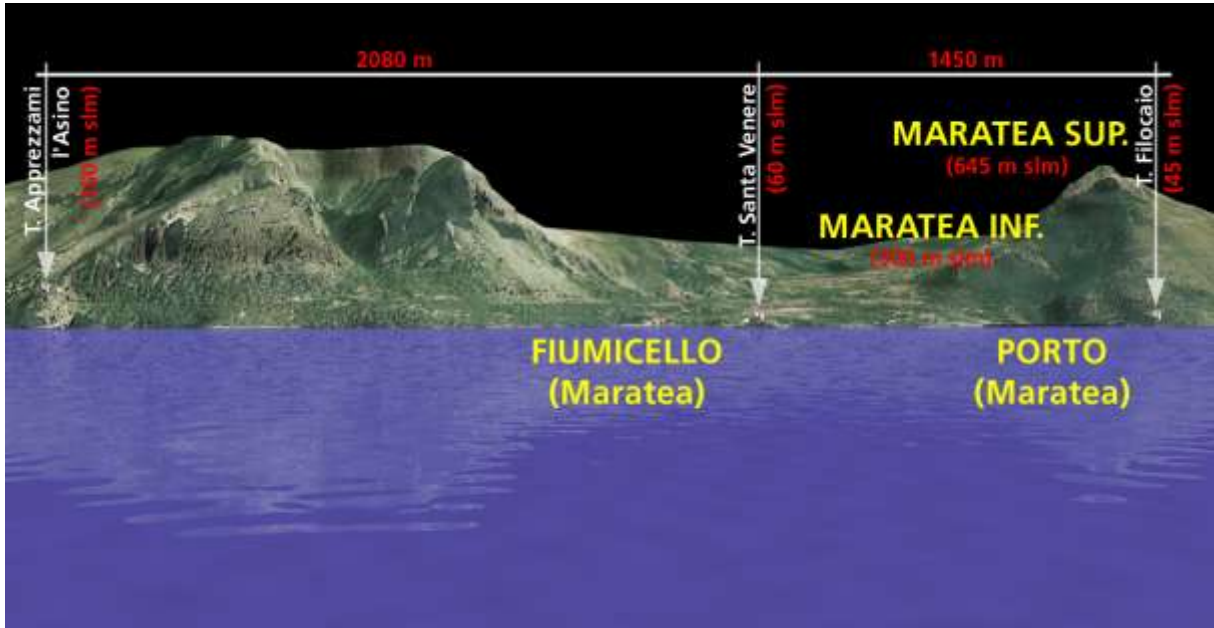 2080 m
1450 m
T. Apprezzami
l'Asino
T. Santa Venere
(60 m slm)
MARATEA SUP.
(645 m slm)
T. Filocaio
(45 m slm)
MARATEA INF.
m slm)
FIUMICELLO
(Maratea)
PORTO
(Maratea)